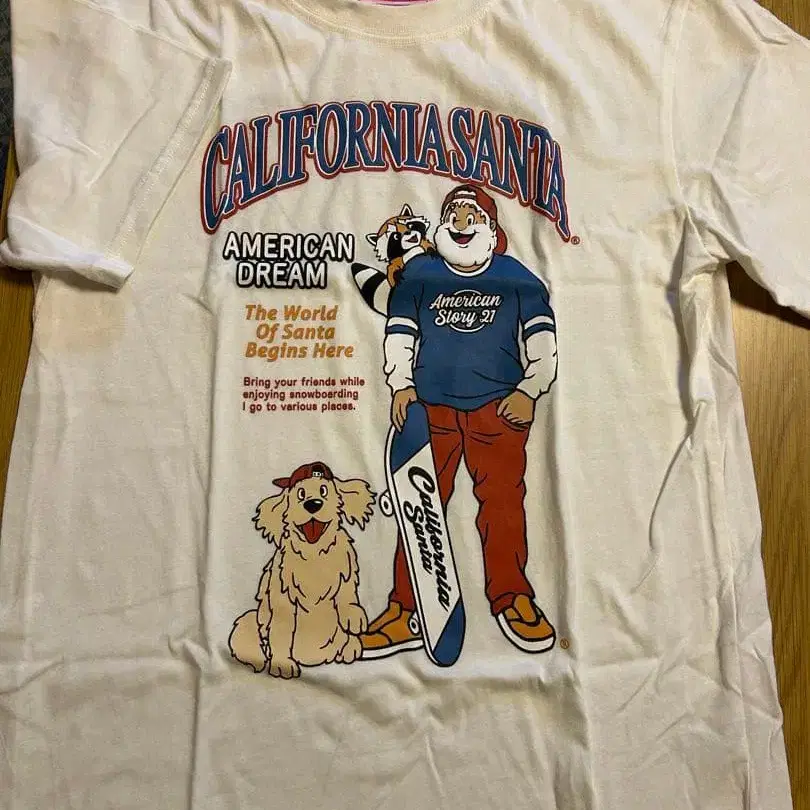 CALIFORNIA SANTA
®
AMERICAN
DREAM
The World
Of Santa
Begins Here
Bring your friends while
enjoying snowboarding
I go to various places.
American
Story 21
California
Santa
®